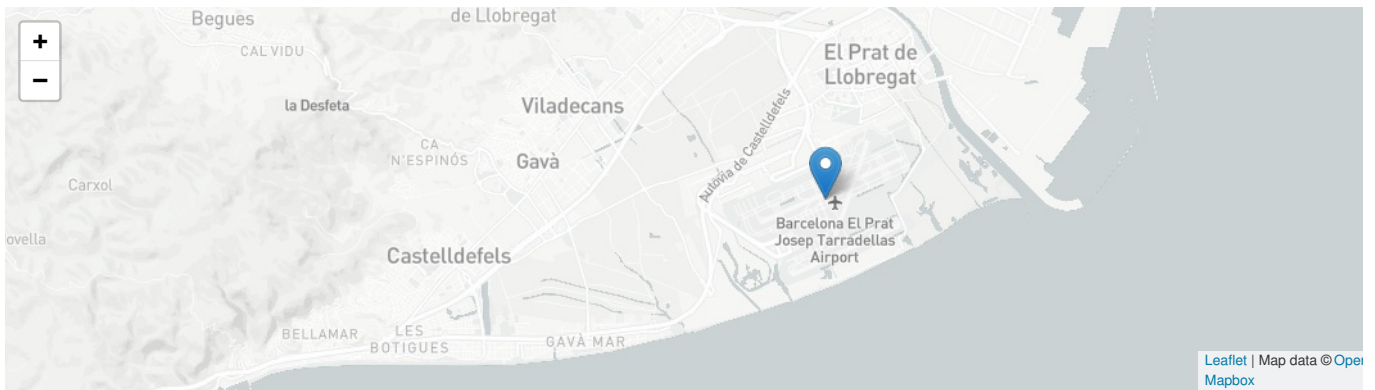 Begues
de Llobregat
+
CAL VIDU
El Prat de
Llobregat
−
la Desfeta
Viladecans
Autovia de Castelldefels
CA
N'ESPINÓS
Gavà
Carxol
Barcelona El Prat
Josep Tarradellas
Airport
ovella
Castelldefels
BELLAMAR
LES
BOTIGUES
GAVÀ MAR
Leaflet | Map data © Open
Mapbox